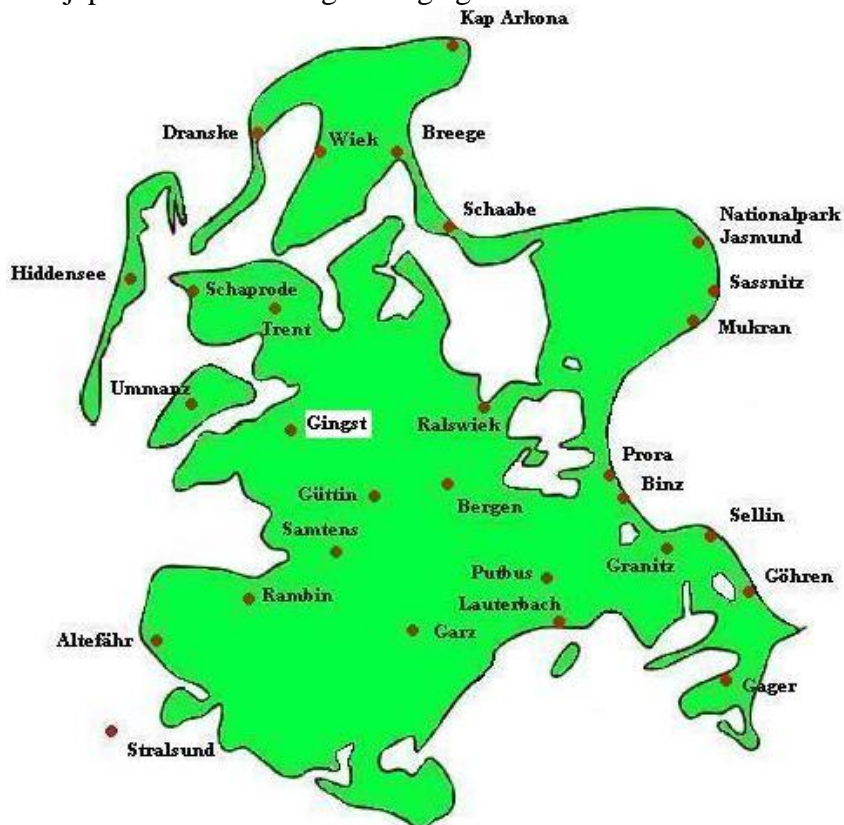 Kap Arkona
Dranske
Wiek
Breege
Schaabe
Nationalpark
Jasmund
Hiddensee
Schaprode
Sassnitz
Trent
Mukran
Ummanz
Gingst
Ralswiek
Prora
Binz
Güttin
Bergen
Sellin
Samtens
Granitz
Putbus
Göhren
Rambin
Lauterbach
Garz
Altefähr
Gager
Stralsund